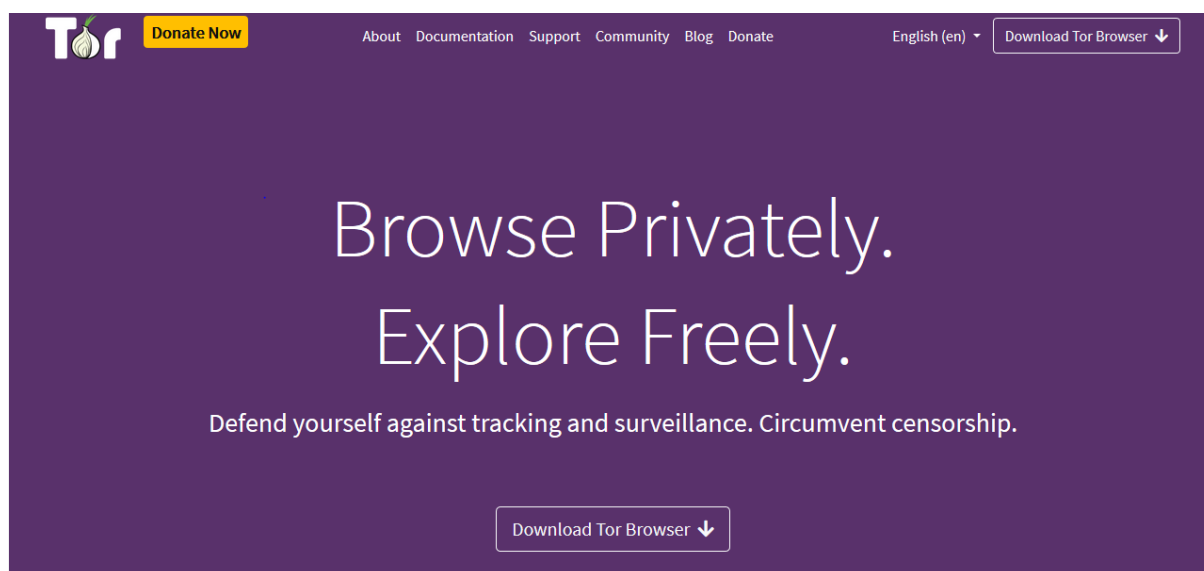 Tor
Donate Now
About Documentation Support Community Blog Donate
English (en)
Download Tor Browser
Browse Privately.
Explore Freely.
Defend yourself against tracking and surveillance. Circumvent censorship.
Download Tor Browser